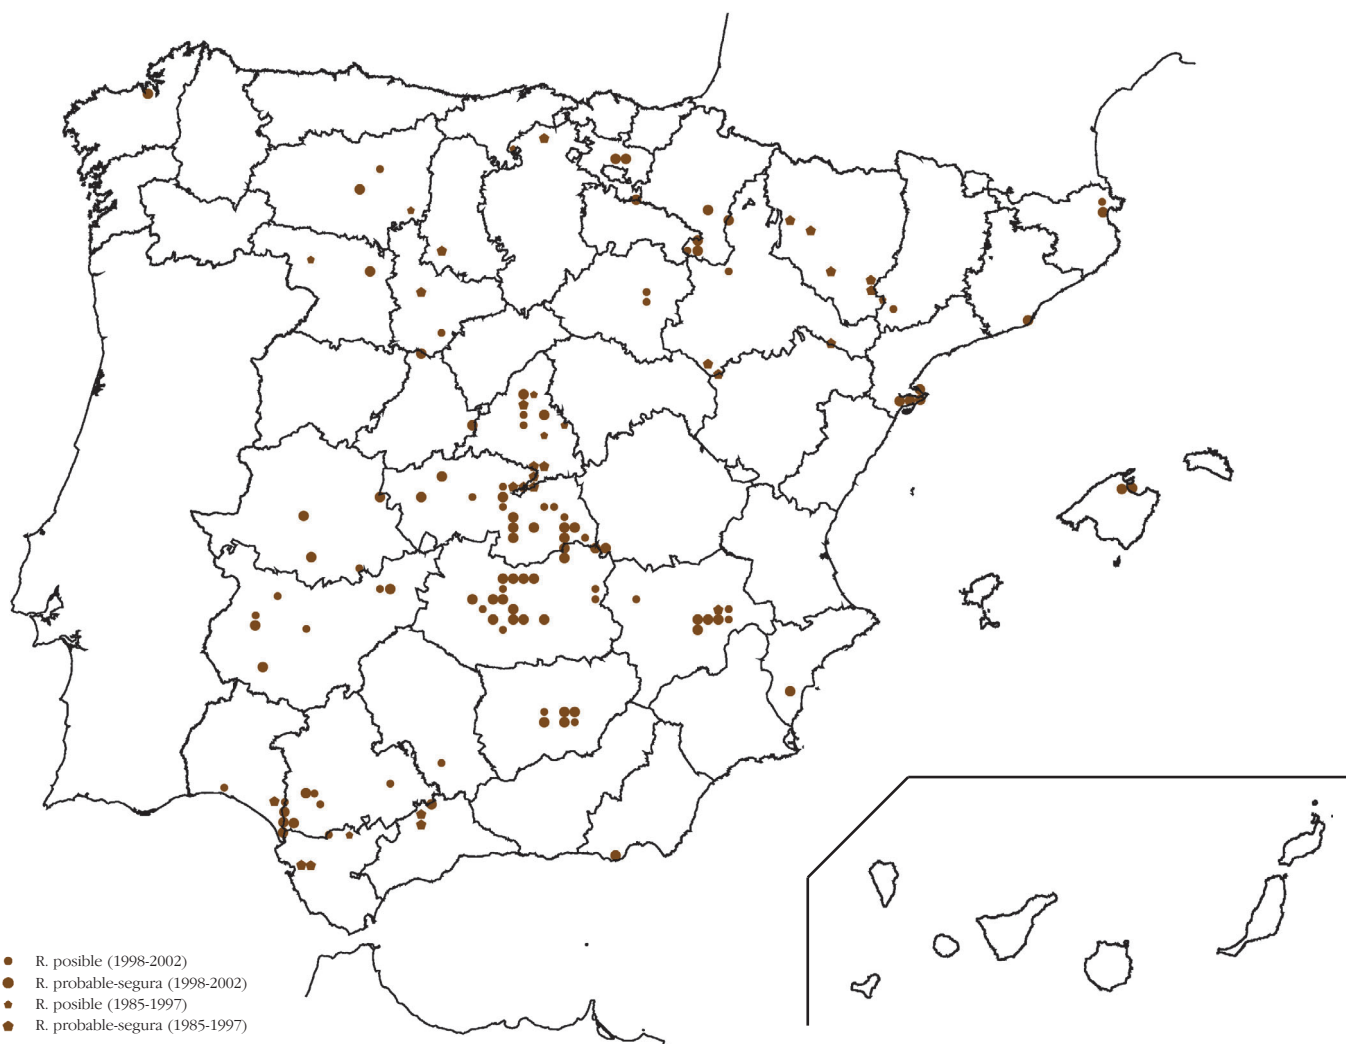 R. posible (1998-2002)
R. probable-segura (1998-2002)
R. posible (1985-1997)
R. probable-segura (1985-1997)